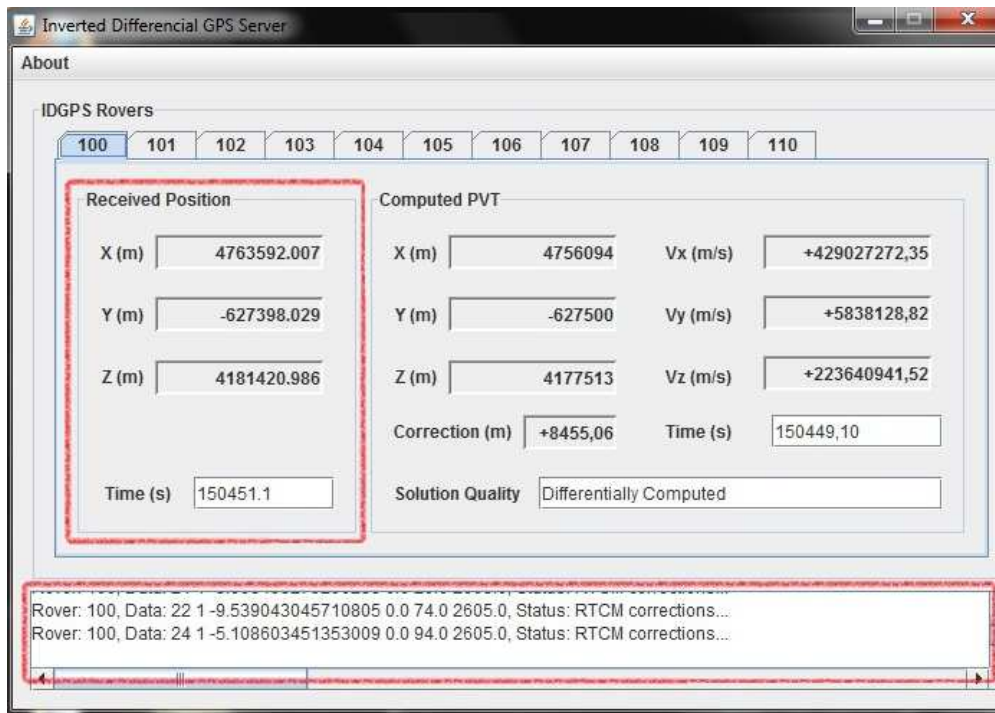 Inverted Differencial GPS Server
About
IDGPS Rovers
100 101 102 103 104 105 106 107 108 109 110
Received Position
X (m) 4763592.007
Y (m) -627398.029
Z (m) 4181420.986
Time (s) 150451.1
Computed PVT
X (m) 4756094 Vx (m/s) +429027272,35
Y (m) -627500 Vy (m/s) +5838128,82
Z (m) 4177513 Vz (m/s) +223640941,52
Correction (m) +8455,06 Time (s) 150449,10
Solution Quality Differentially Computed
Rover: 100, Data: 22 1 -9.539043045710805 0.0 74.0 2605.0, Status: RTCM corrections...
Rover: 100, Data: 24 1 -5.108603451353009 0.0 94.0 2605.0, Status: RTCM corrections...